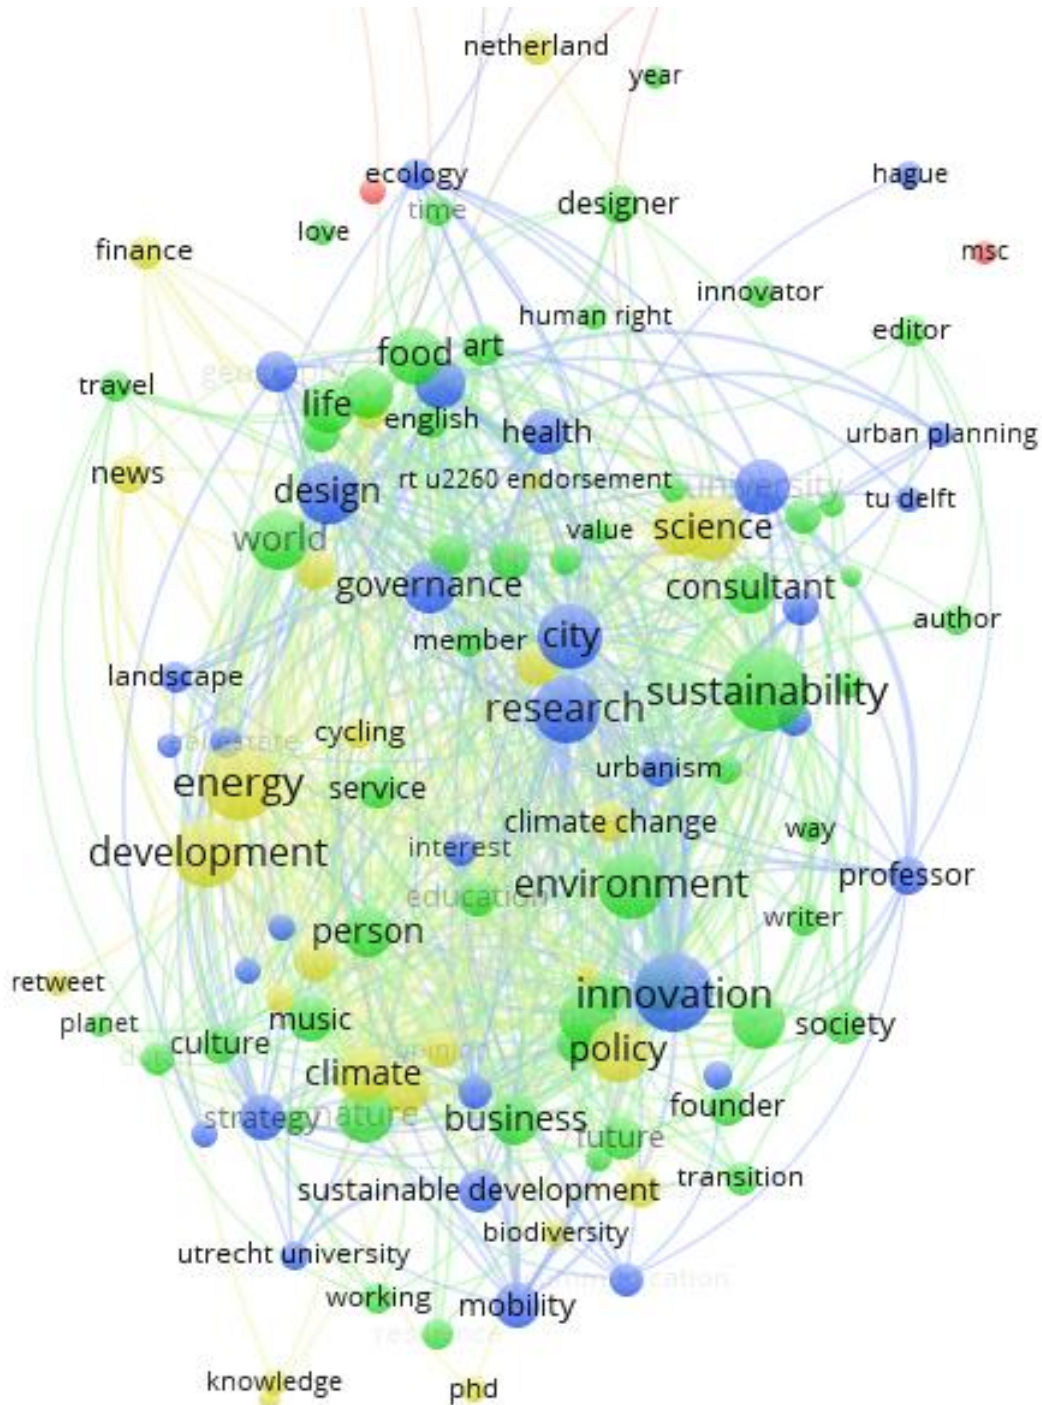 netherland
year
ecology
hague
time
designer
love
finance
msc
innovator
human right
editor
food
art
travel
life
english
health
urban planning
news
rt u2260 endorsement
design
university
tu delft
science
value
world
governance
consultant
author
member
city
landscape
sustainability
research
cycling
urbanism
energy
service
climate change
way
interest
development
professor
environment
education
writer
person
retweet
innovation
planet
music
society
culture
policy
climate
nature
strategy
business
founder
future
transition
sustainable development
biodiversity
utrecht university
working
mobility
knowledge
phd